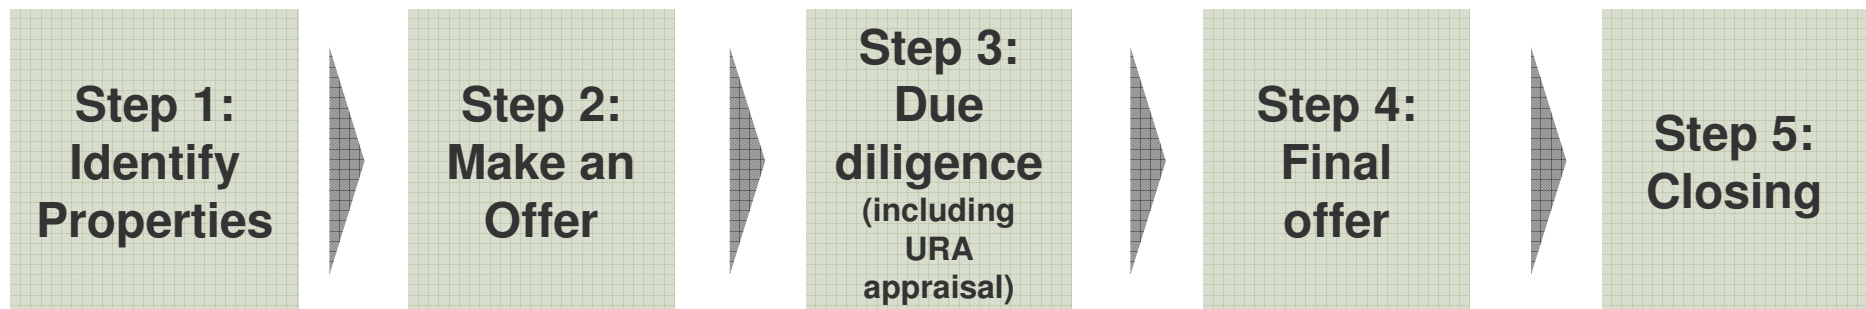 Step 1:
Identify
Properties
Step 2:
Make an
Offer
Step 3:
Due
diligence
(including
URA
appraisal)
Step 4:
Final
offer
Step 5:
Closing